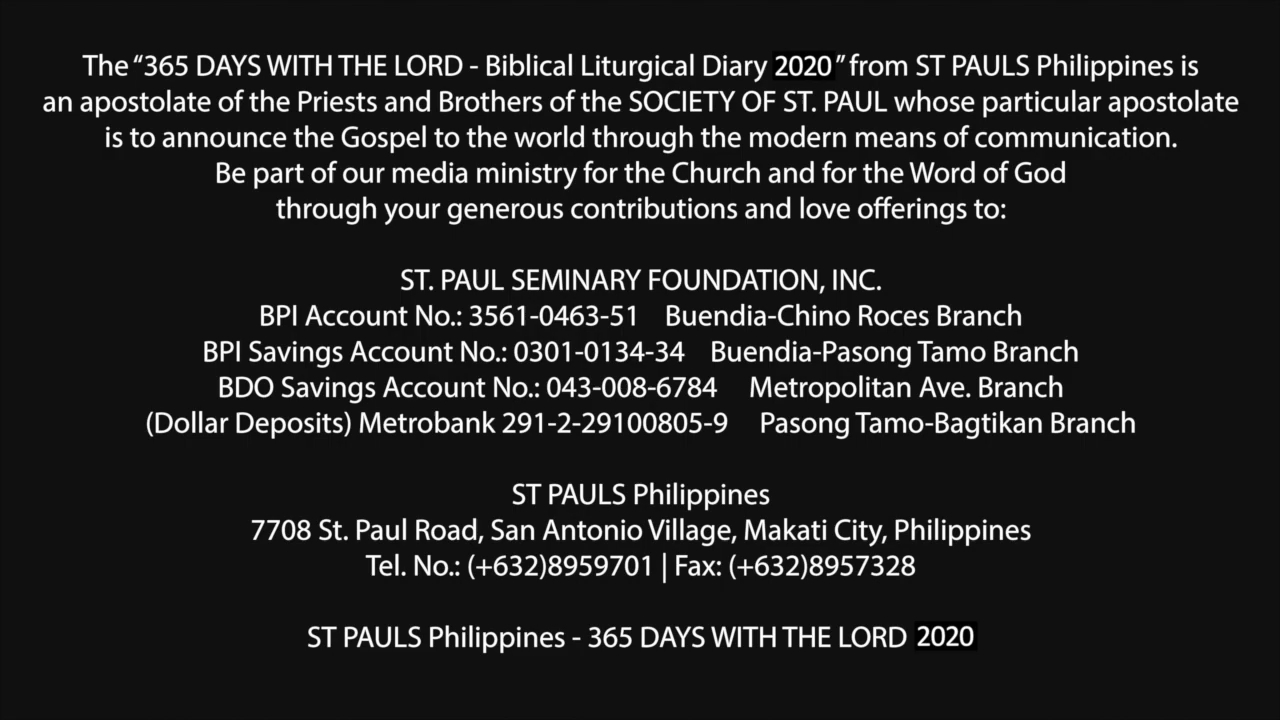 The “365 DAYS WITH THE LORD - Biblical Liturgical Diary 2020” from ST PAULS Philippines is
an apostolate of the Priests and Brothers of the SOCIETY OF ST. PAUL whose particular apostolate
is to announce the Gospel to the world through the modern means of communication.
Be part of our media ministry for the Church and for the Word of God
through your generous contributions and love offerings to:
ST. PAUL SEMINARY FOUNDATION, INC.
BPI Account No.: 3561-0463-51 Buendia-Chino Roces Branch
BPI Savings Account No.: 0301-0134-34 Buendia-Pasong Tamo Branch
BDO Savings Account No.: 043-008-6784 Metropolitan Ave. Branch
(Dollar Deposits) Metrobank 291-2-29100805-9 Pasong Tamo-Bagtikan Branch
ST PAULS Philippines
7708 St. Paul Road, San Antonio Village, Makati City, Philippines
Tel. No.: (+632)8959701 | Fax: (+632)8957328
ST PAULS Philippines - 365 DAYS WITH THE LORD 2020